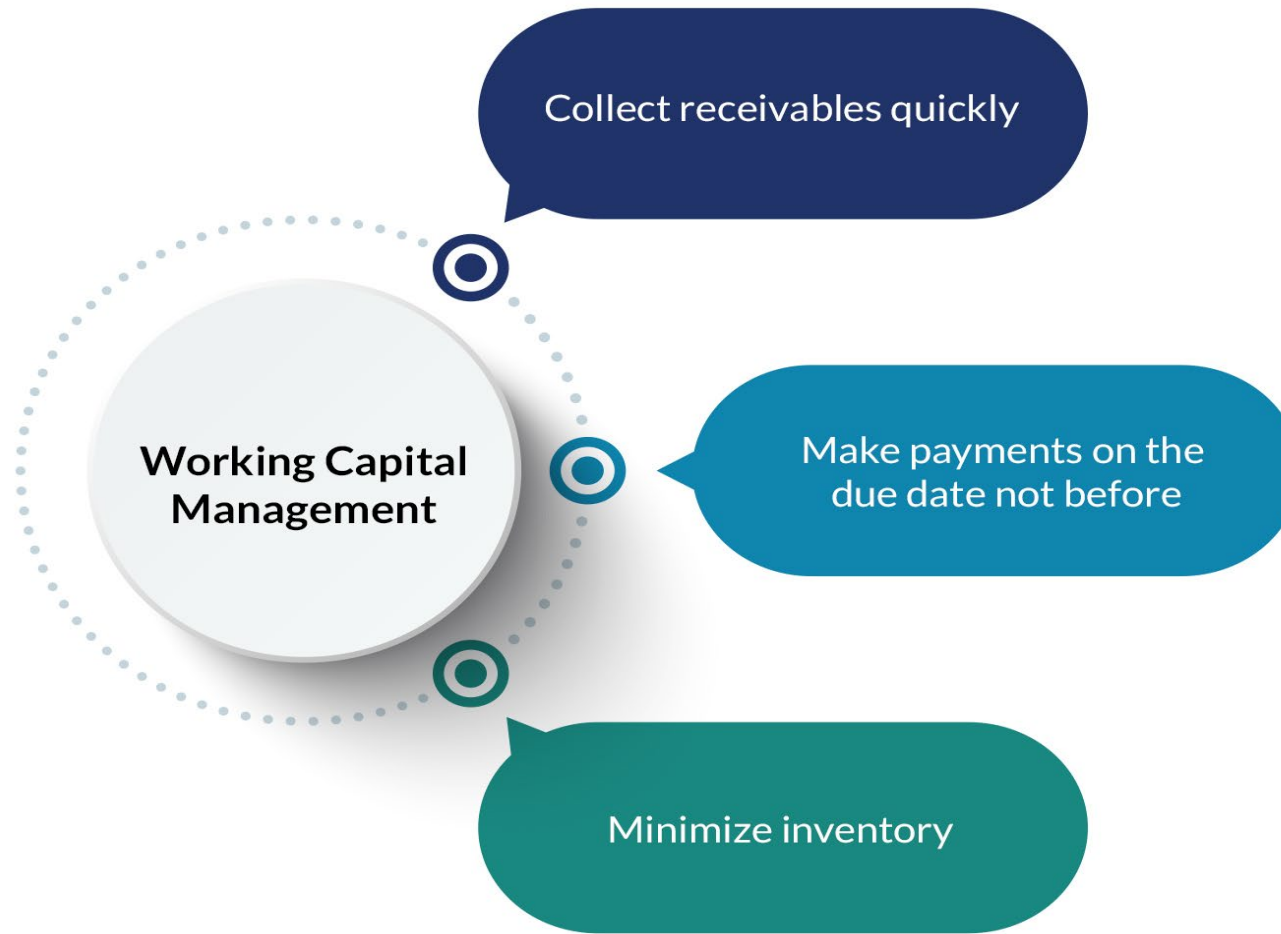 Collect receivables quickly
Working Capital
Management
Make payments on the
due date not before
Minimize inventory